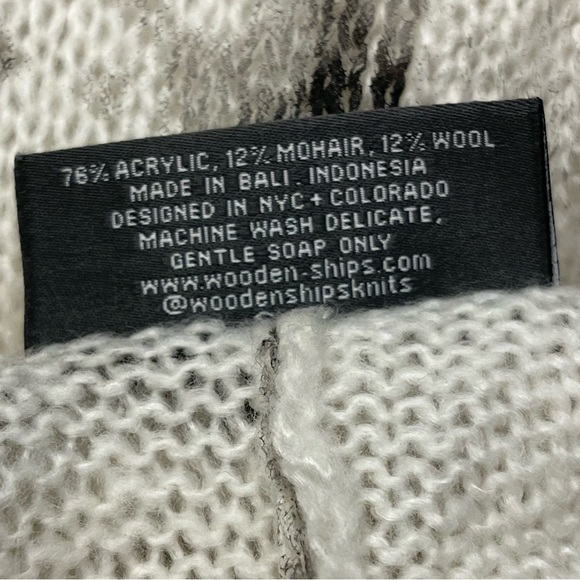 76% ACRYLIC, 12% MOHAIR, 12% WOOL
MADE IN BALI, INDONESIA
DESIGNED IN NYC + COLORADO
MACHINE WASH DELICATE,
GENTLE SOAP ONLY
WWW.WOODEN-SHIPS.COM
@WOODENSHIPSKNITS